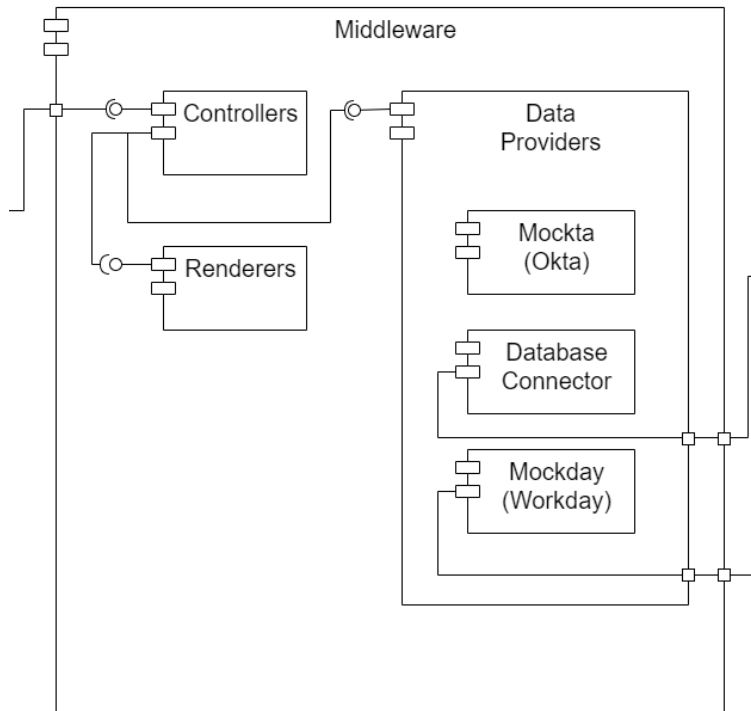 Middleware
Controllers
Data
Providers
Mockta
(Okta)
Renderers
Database
Connector
Mockday
(Workday)